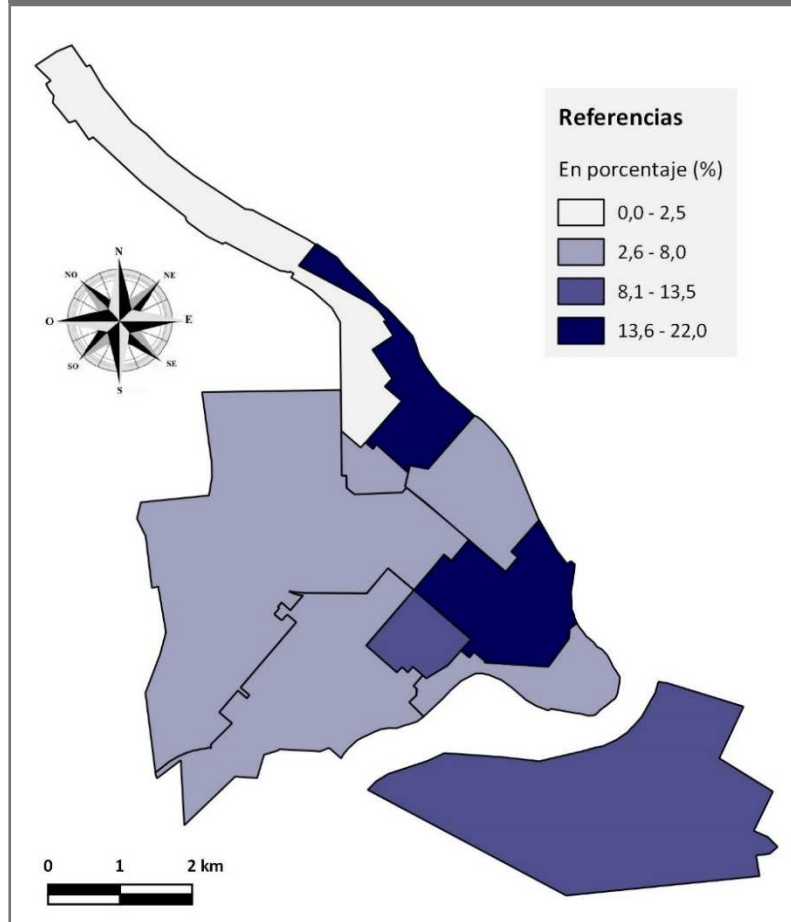 Referencias
En porcentaje (%)
0,0 - 2,5
2,6 - 8,0
8,1 - 13,5
13,6 - 22,0
N
NO
NE
O
E
SO
SE
S
0 1 2 km